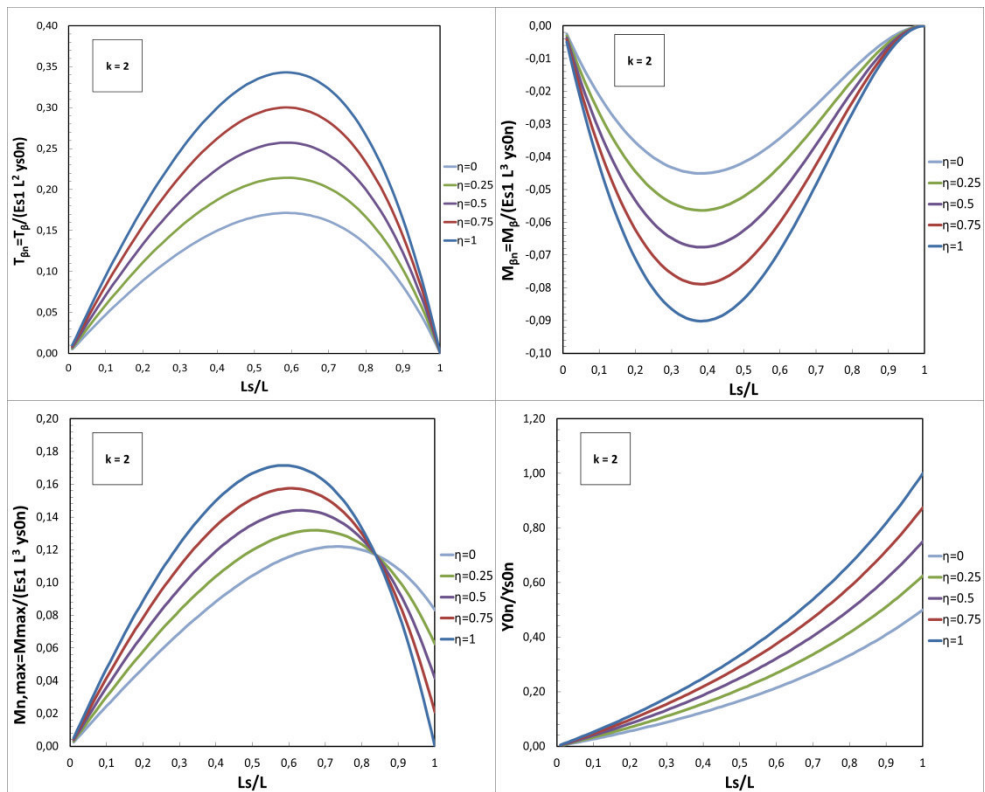 0,40
0,35
0,30
0,25
0,20
0,15
0,10
0,05
0,00
Tβn=Tβ/(Es1 L² ys0n)
k = 2
η=0
η=0.25
η=0.5
η=0.75
η=1
0 0,1 0,2 0,3 0,4 0,5 0,6 0,7 0,8 0,9 1
Ls/L
0,00
-0,01
-0,02
-0,03
-0,04
-0,05
-0,06
-0,07
-0,08
-0,09
-0,10
Mβn=Mβ/(Es1 L³ ys0n)
k = 2
η=0
η=0.25
η=0.5
η=0.75
η=1
0 0,1 0,2 0,3 0,4 0,5 0,6 0,7 0,8 0,9 1
Ls/L
0,20
0,18
0,16
0,14
0,12
0,10
0,08
0,06
0,04
0,02
0,00
Mn,max=Mmax/(Es1 L³ ys0n)
k = 2
η=0
η=0.25
η=0.5
η=0.75
η=1
0 0,1 0,2 0,3 0,4 0,5 0,6 0,7 0,8 0,9 1
Ls/L
1,20
1,00
0,80
0,60
0,40
0,20
0,00
Y0n/Ys0n
k = 2
η=0
η=0.25
η=0.5
η=0.75
η=1
0 0,1 0,2 0,3 0,4 0,5 0,6 0,7 0,8 0,9 1
Ls/L